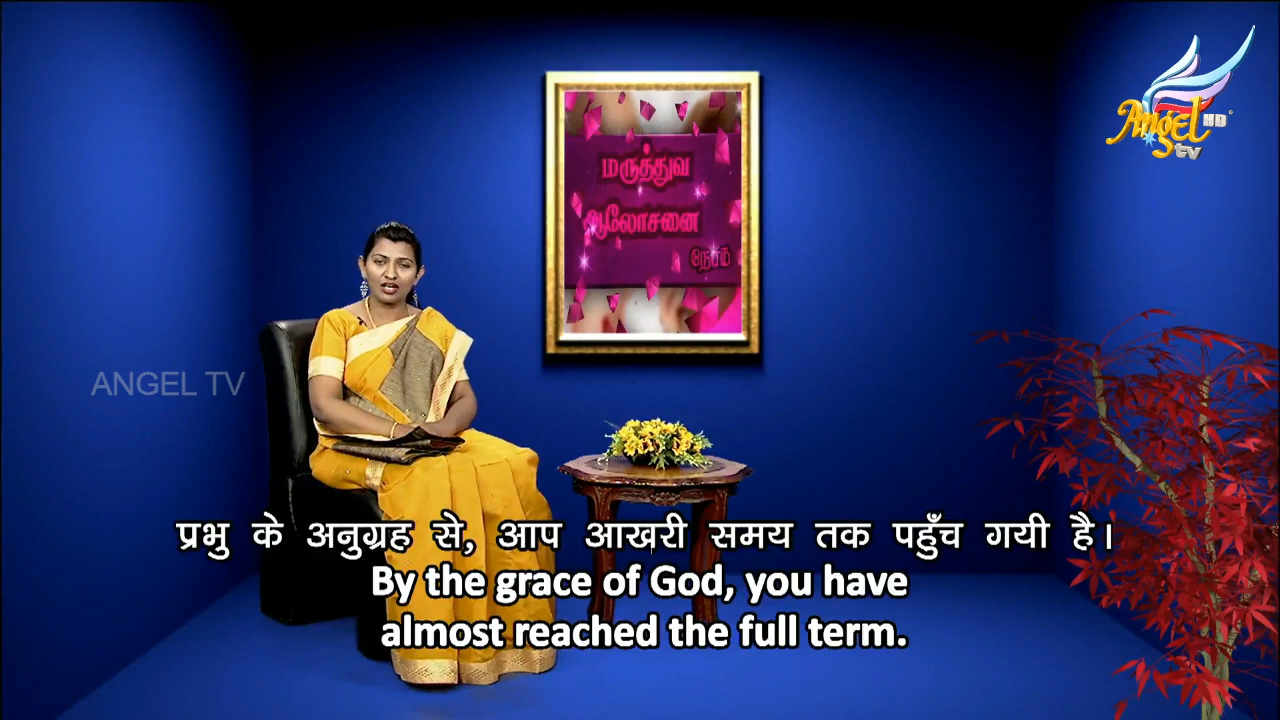 Angel HD
tv
மருத்துவ
ஆலோசனை
நேரம்
ANGEL TV
प्रभु के अनुग्रह से, आप आखरी समय तक पहुँच गयी है।
By the grace of God, you have
almost reached the full term.